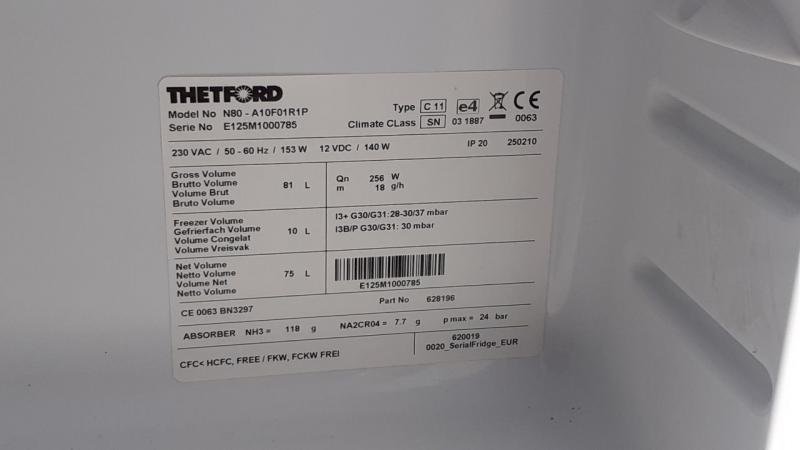 THETFORD
Model No N80 - A10F01R1P
Serie No E125M1000785
Type C 11 e4 CE
Climate CLass SN 03 1887 0063
230 VAC / 50 - 60 Hz / 153 W 12 VDC / 140 W IP 20 250210
Gross Volume
Brutto Volume
Volume Brut
Bruto Volume
81 L
Qn 256 W
m 18 g/h
Freezer Volume
Gefrierfach Volume
Volume Congelat
Volume Vreisvak
10 L
I3+ G30/G31:28-30/37 mbar
I3B/P G30/G31: 30 mbar
Net Volume
Netto Volume
Volume Net
Netto Volume
75 L
E125M1000785
CE 0063 BN3297
Part No 628196
ABSORBER NH3 = 118 g NA2CR04 = 7.7 g p max = 24 bar
CFC< HCFC, FREE / FKW, FCKW FREI
620019
0020_SerialFridge_EUR